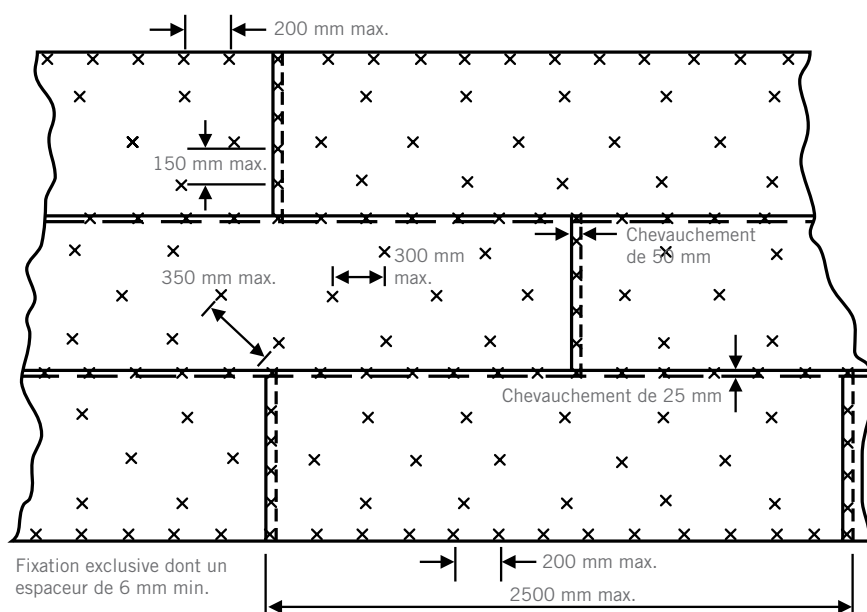 200 mm max.
150 mm max.
Chevauchement
de 50 mm
300 mm
max.
350 mm max.
Chevauchement de 25 mm
Fixation exclusive dont un
espaceur de 6 mm min.
200 mm max.
2500 mm max.